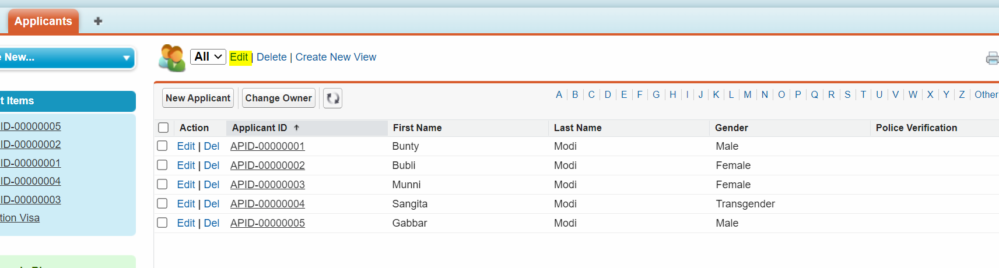 Applicants
New...
All Edit | Delete | Create New View
New Applicant Change Owner A B C D E F G H I J K L M N O P Q R S T U V W X Y Z Other
Items
ID-00000005
ID-00000002
ID-00000001
ID-00000004
ID-00000003
tion Visa
Action Applicant ID First Name Last Name Gender Police Verification
Edit | Del APID-00000001 Bunty Modi Male
Edit | Del APID-00000002 Bubli Modi Female
Edit | Del APID-00000003 Munni Modi Female
Edit | Del APID-00000004 Sangita Modi Transgender
Edit | Del APID-00000005 Gabbar Modi Male